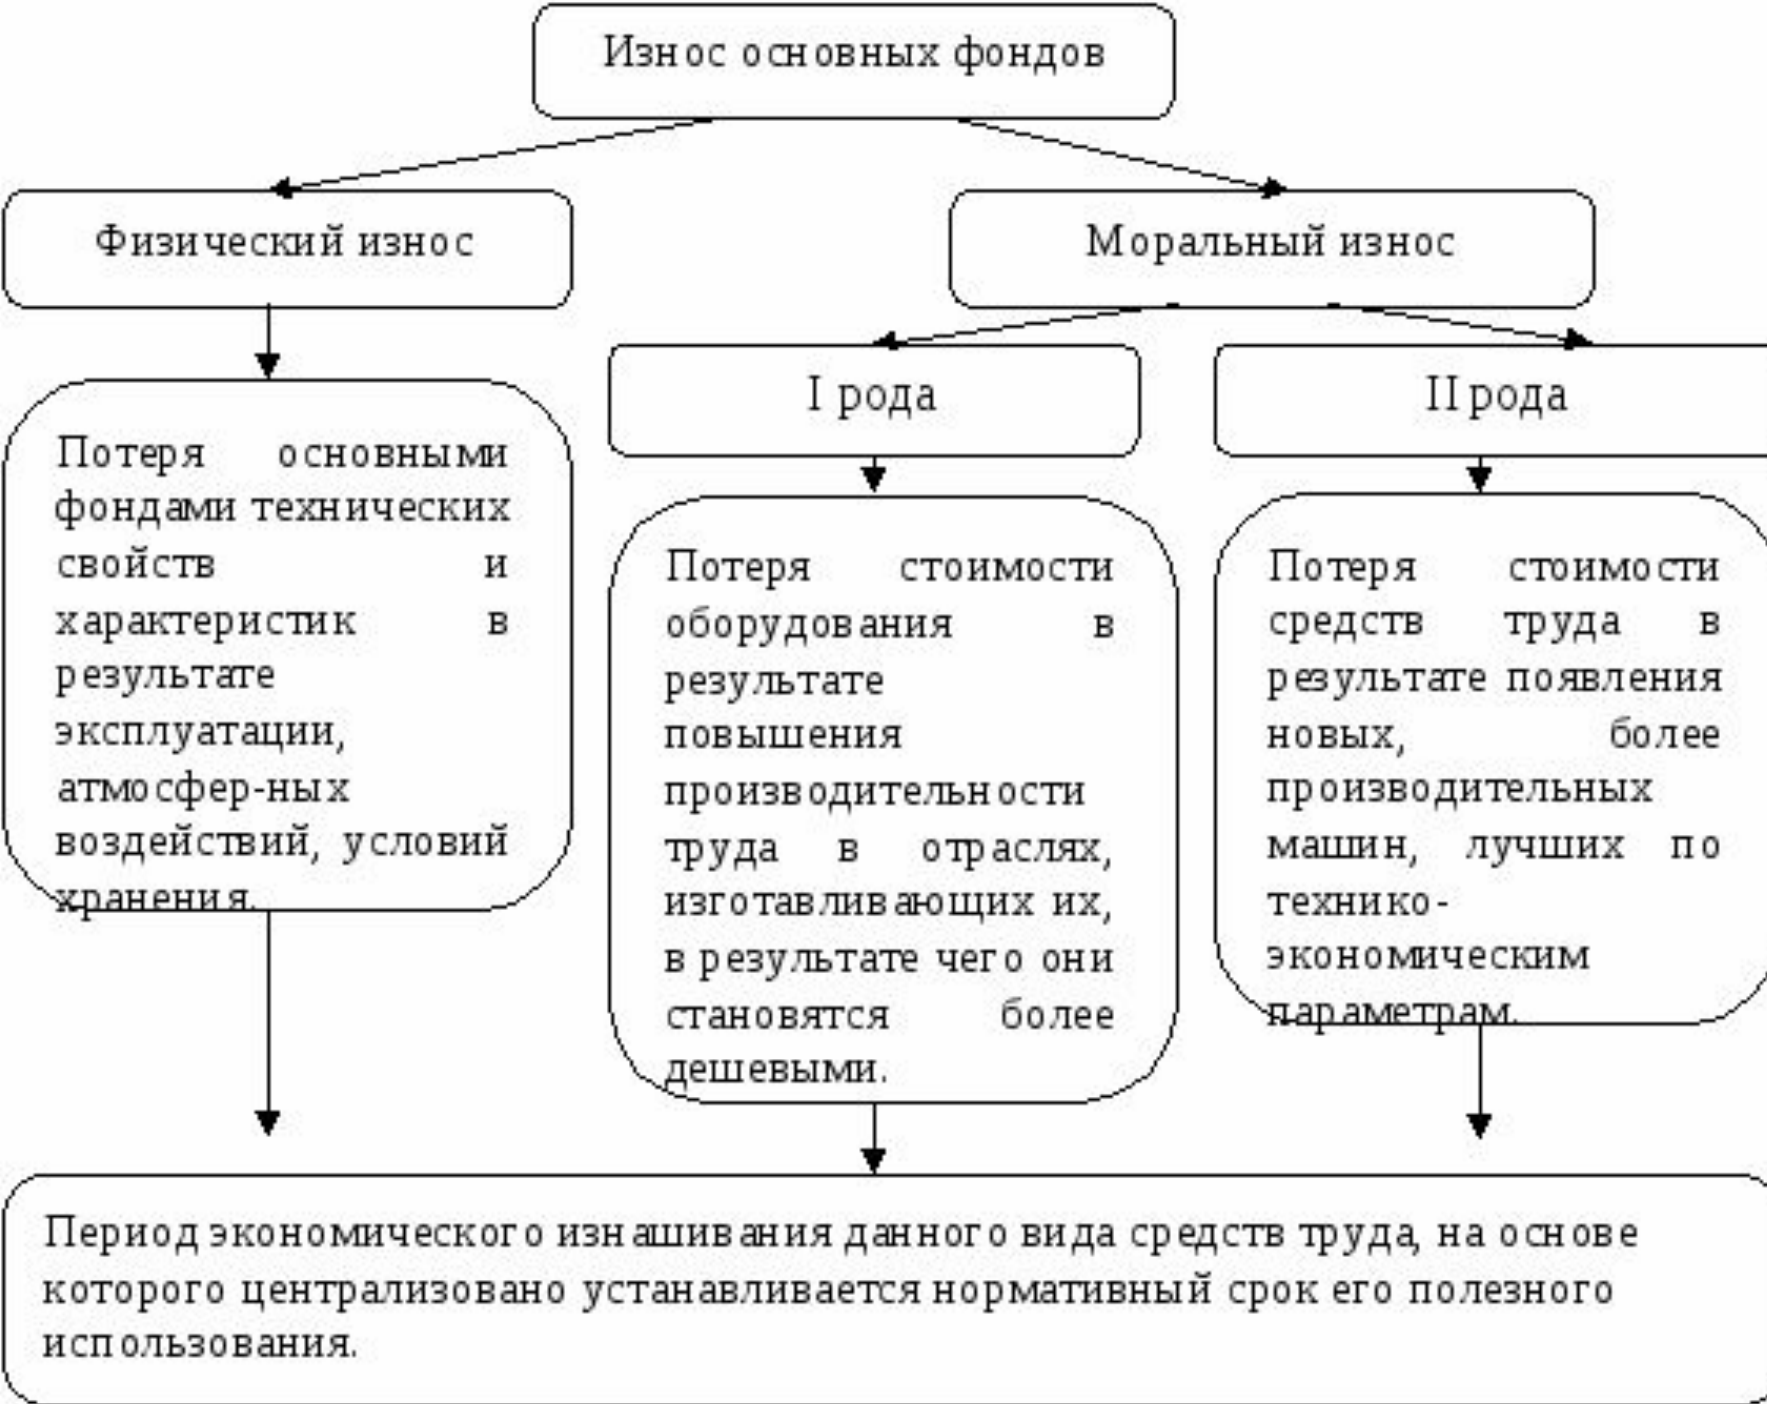 Износ основных фондов
Физический износ
Моральный износ
I рода
II рода
Потеря основными
фондами технических
свойств и
характеристик в
результате
эксплуатации,
атмосфер-ных
воздействий, условий
хранения.
Потеря стоимости
оборудования в
результате
повышения
производительности
труда в отраслях,
изготавливающих их,
в результате чего они
становятся более
дешевыми.
Потеря стоимости
средств труда в
результате появления
новых, более
производительных
машин, лучших по
технико-
экономическим
параметрам.
Период экономического изнашивания данного вида средств труда, на основе
которого централизовано устанавливается нормативный срок его полезного
использования.